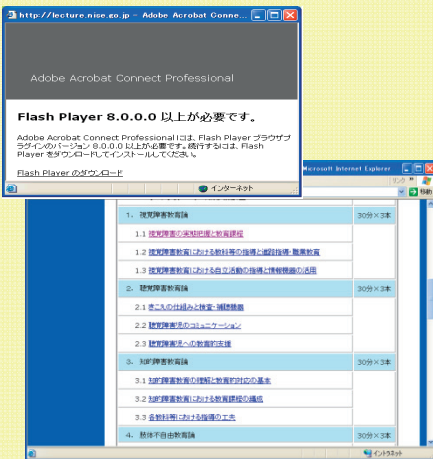 http://lecture.nise.go.jp - Adobe Acrobat Conne...
Adobe Acrobat Connect Professional
Flash Player 8.0.0.0 以上が必要です。
Adobe Acrobat Connect Professional には、Flash Player ブラウザプ
ラグインのバージョン 8.0.0.0 以上が必要です。続行するには、Flash
Player をダウンロードしてインストールしてください。
Flash Player のダウンロード
インターネット
Microsoft Internet Explorer
リンク
移動
1. 視覚障害教育論 30分×3本
1.1 視覚障害の実態把握と教育課程
1.2 視覚障害教育における教科等の指導と進路指導・職業教育
1.3 視覚障害教育における自立活動の指導と情報機器の活用
2. 聴覚障害教育論 30分×3本
2.1 きこえの仕組みと検査・補聴機器
2.2 聴覚障害児のコミュニケーション
2.3 聴覚障害児への教育的支援
3. 知的障害教育論 30分×3本
3.1 知的障害教育の理解と教育的対応の基本
3.2 知的障害教育における教育課程の編成
3.3 各教科等における指導の工夫
4. 肢体不自由教育論 30分×3本
イントラネット